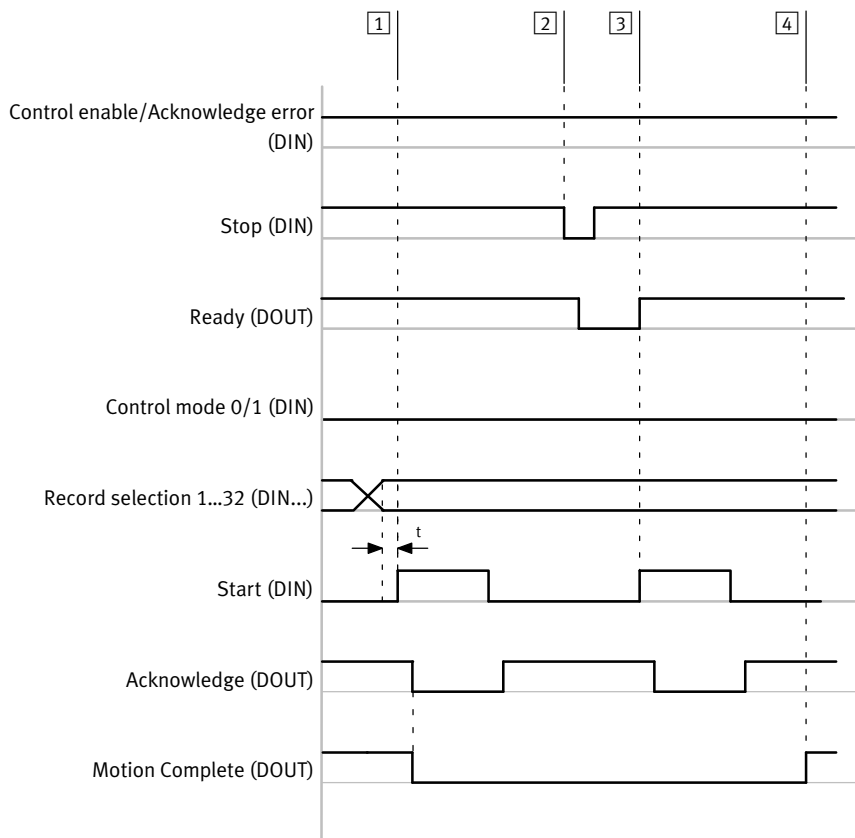 1
2
3
4
Control enable/Acknowledge error
(DIN)
Stop (DIN)
Ready (DOUT)
Control mode 0/1 (DIN)
Record selection 1...32 (DIN...)
t
Start (DIN)
Acknowledge (DOUT)
Motion Complete (DOUT)